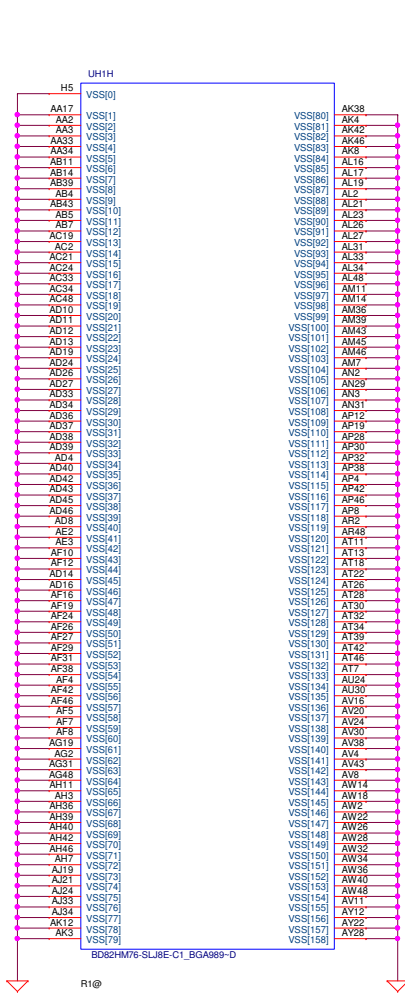 UH1H
H5 VSS[0]
AA17 VSS[1] VSS[80] AK38
AA2 VSS[2] VSS[81] AK4
AA3 VSS[3] VSS[82] AK42
AA33 VSS[4] VSS[83] AK46
AA34 VSS[5] VSS[84] AK8
AB11 VSS[6] VSS[85] AL16
AB14 VSS[7] VSS[86] AL17
AB39 VSS[8] VSS[87] AL19
AB4 VSS[9] VSS[88] AL2
AB43 VSS[10] VSS[89] AL21
AB5 VSS[11] VSS[90] AL23
AB7 VSS[12] VSS[91] AL26
AC19 VSS[13] VSS[92] AL27
AC2 VSS[14] VSS[93] AL31
AC21 VSS[15] VSS[94] AL33
AC24 VSS[16] VSS[95] AL34
AC33 VSS[17] VSS[96] AL48
AC34 VSS[18] VSS[97] AM11
AC48 VSS[19] VSS[98] AM14
AD10 VSS[20] VSS[99] AM36
AD11 VSS[21] VSS[100] AM39
AD12 VSS[22] VSS[101] AM43
AD13 VSS[23] VSS[102] AM45
AD19 VSS[24] VSS[103] AM46
AD24 VSS[25] VSS[104] AM7
AD26 VSS[26] VSS[105] AN2
AD27 VSS[27] VSS[106] AN29
AD33 VSS[28] VSS[107] AN3
AD34 VSS[29] VSS[108] AN31
AD36 VSS[30] VSS[109] AP12
AD37 VSS[31] VSS[110] AP19
AD38 VSS[32] VSS[111] AP28
AD39 VSS[33] VSS[112] AP30
AD4 VSS[34] VSS[113] AP32
AD40 VSS[35] VSS[114] AP38
AD42 VSS[36] VSS[115] AP4
AD43 VSS[37] VSS[116] AP42
AD45 VSS[38] VSS[117] AP46
AD46 VSS[39] VSS[118] AP8
AD8 VSS[40] VSS[119] AR2
AE2 VSS[41] VSS[120] AR48
AE3 VSS[42] VSS[121] AT11
AF10 VSS[43] VSS[122] AT13
AF12 VSS[44] VSS[123] AT18
AD14 VSS[45] VSS[124] AT22
AD16 VSS[46] VSS[125] AT26
AF16 VSS[47] VSS[126] AT28
AF19 VSS[48] VSS[127] AT30
AF24 VSS[49] VSS[128] AT32
AF26 VSS[50] VSS[129] AT34
AF27 VSS[51] VSS[130] AT39
AF29 VSS[52] VSS[131] AT42
AF31 VSS[53] VSS[132] AT46
AF38 VSS[54] VSS[133] AT7
AF4 VSS[55] VSS[134] AU24
AF42 VSS[56] VSS[135] AU30
AF46 VSS[57] VSS[136] AV16
AF5 VSS[58] VSS[137] AV20
AF7 VSS[59] VSS[138] AV24
AF8 VSS[60] VSS[139] AV30
AG19 VSS[61] VSS[140] AV38
AG2 VSS[62] VSS[141] AV4
AG31 VSS[63] VSS[142] AV43
AG48 VSS[64] VSS[143] AV8
AH11 VSS[65] VSS[144] AW14
AH3 VSS[66] VSS[145] AW18
AH36 VSS[67] VSS[146] AW2
AH39 VSS[68] VSS[147] AW22
AH40 VSS[69] VSS[148] AW26
AH42 VSS[70] VSS[149] AW28
AH46 VSS[71] VSS[150] AW32
AH7 VSS[72] VSS[151] AW34
AJ19 VSS[73] VSS[152] AW36
AJ21 VSS[74] VSS[153] AW40
AJ24 VSS[75] VSS[154] AW48
AJ33 VSS[76] VSS[155] AV11
AJ34 VSS[77] VSS[156] AY12
AK12 VSS[78] VSS[157] AY22
AK3 VSS[79] VSS[158] AY28
BD82HM76-SLJ8E-C1_BGA989~D
R1@